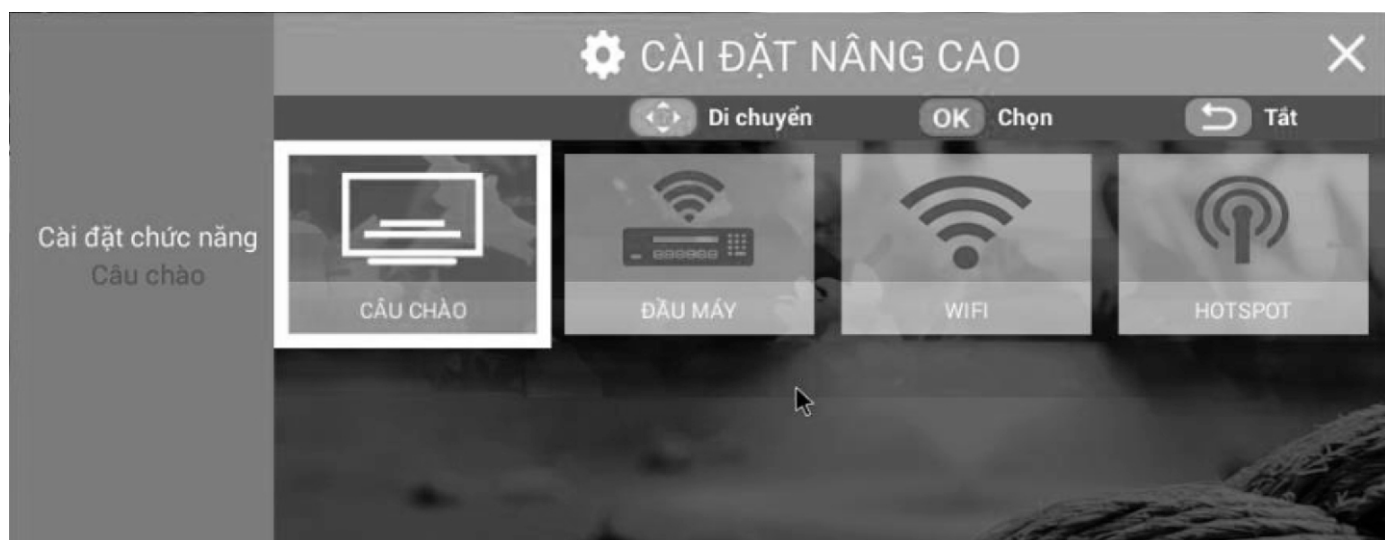 CÀI ĐẶT NÂNG CAO
Di chuyển
OK Chọn
Tắt
Cài đặt chức năng
Câu chào
CÂU CHÀO
ĐẦU MÁY
WIFI
HOTSPOT